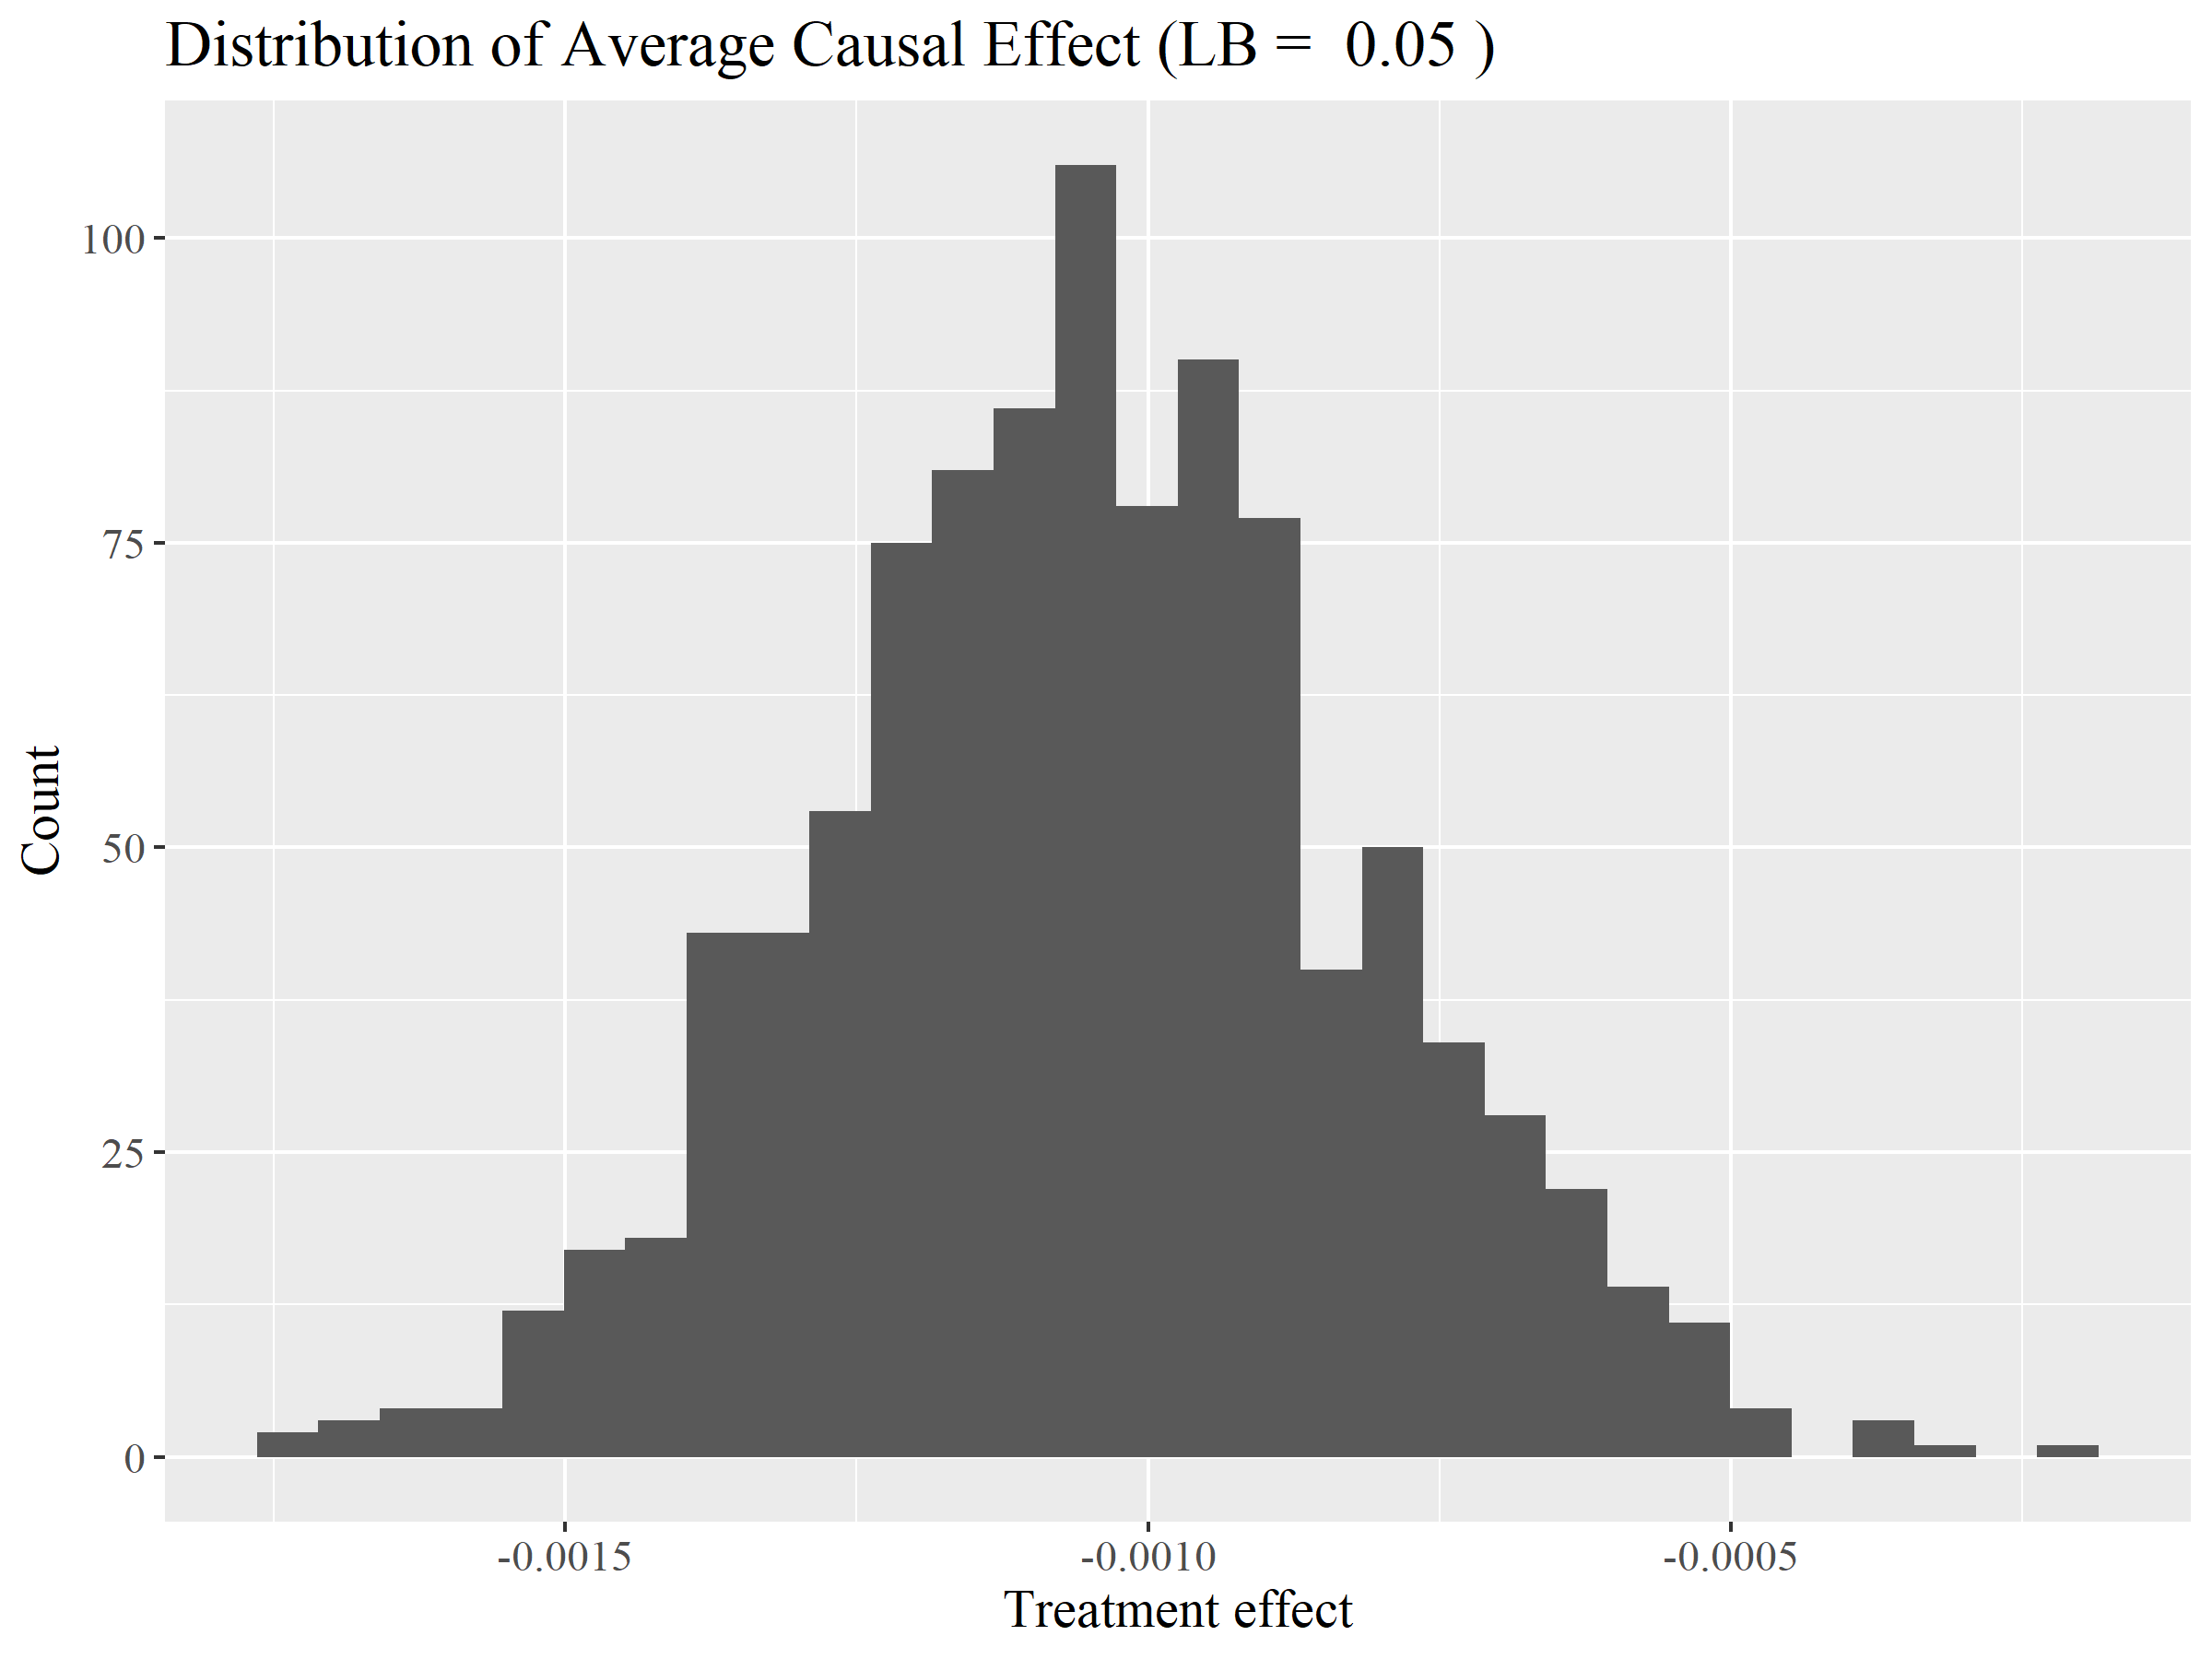 Distribution of Average Causal Effect (LB =  0.05 )
100
75
50
25
0
Count
-0.0015
-0.0010
-0.0005
Treatment effect